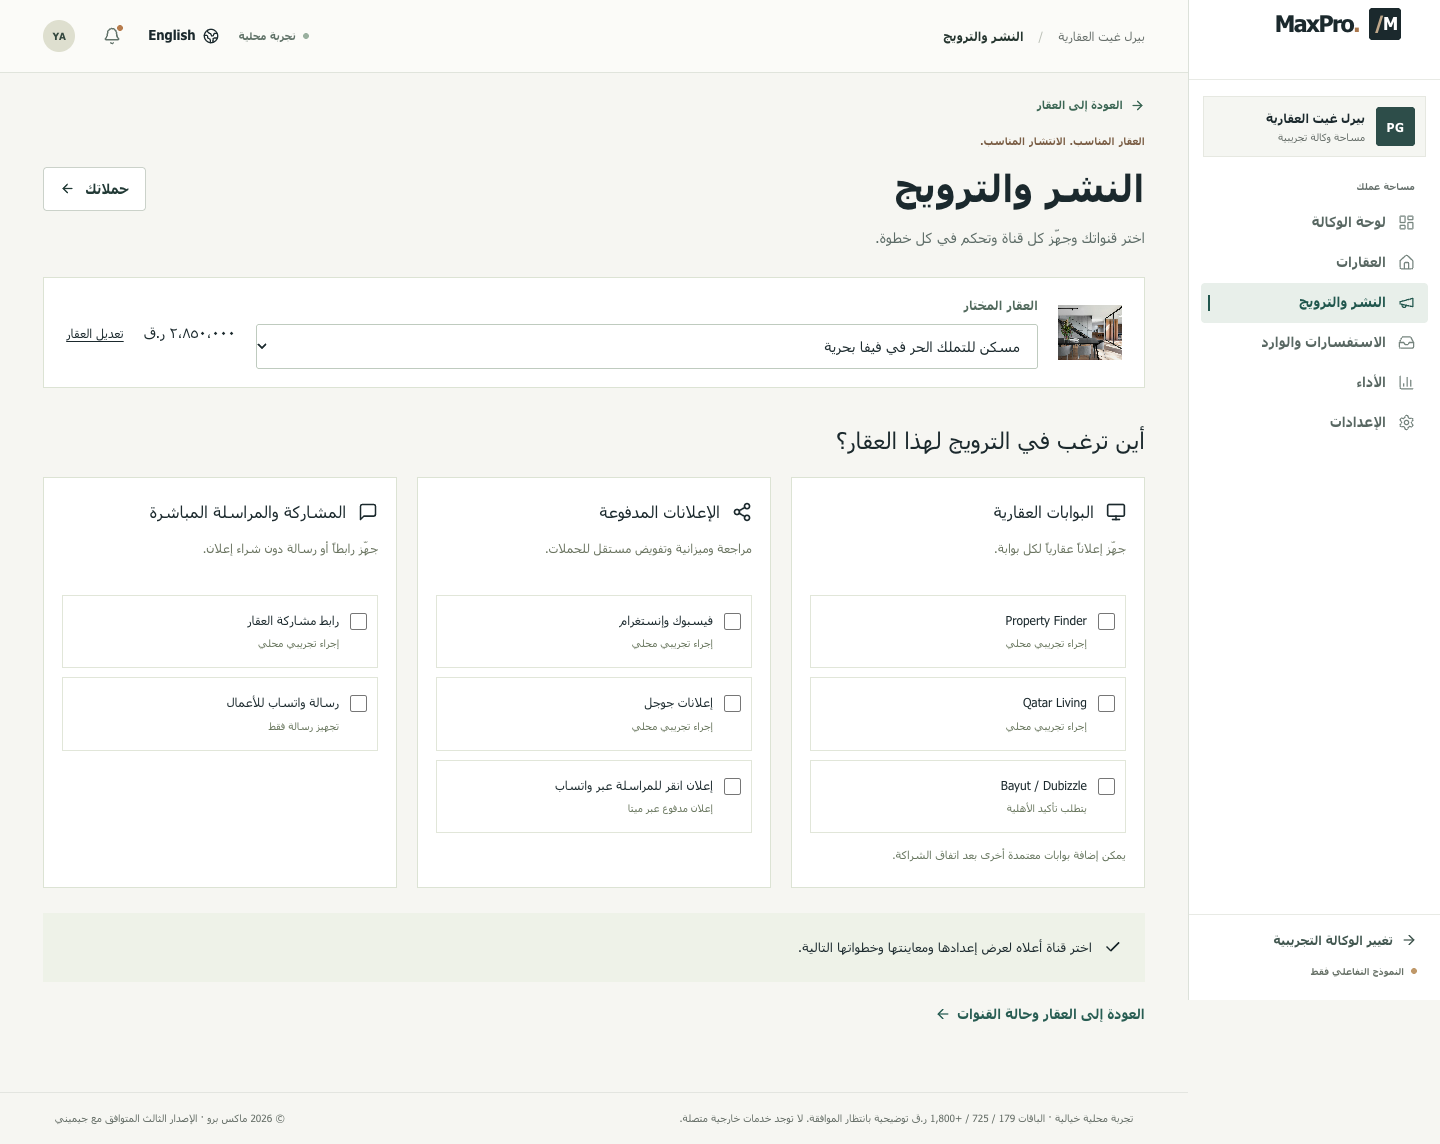 MaxPro. /M
PG بيرل غيت العقارية
مساحة وكالة تجريبية
مساحة عملك
لوحة الوكالة
العقارات
النشر والترويج
الاستفسارات والوارد
الأداء
الإعدادات
تغيير الوكالة التجريبية
النموذج التفاعلي فقط
بيرل غيت العقارية / النشر والترويج
تجربة محلية
English
YA
العودة إلى العقار
العقار المناسب. الانتشار المناسب.
النشر والترويج
حملاتك
اختر قنواتك وجهّز كل قناة وتحكم في كل خطوة.
العقار المختار
مسكن للتملك الحر في فيفا بحرية
٢،٨٥٠،٠٠٠ ر.ق
تعديل العقار
أين ترغب في الترويج لهذا العقار؟
البوابات العقارية
جهّز إعلاناً عقارياً لكل بوابة.
Property Finder
إجراء تجريبي محلي
Qatar Living
إجراء تجريبي محلي
Bayut / Dubizzle
يتطلب تأكيد الأهلية
يمكن إضافة بوابات معتمدة أخرى بعد اتفاق الشراكة.
الإعلانات المدفوعة
مراجعة وميزانية وتفويض مستقل للحملات.
فيسبوك وإنستغرام
إجراء تجريبي محلي
إعلانات جوجل
إجراء تجريبي محلي
إعلان انقر للمراسلة عبر واتساب
إعلان مدفوع عبر ميتا
المشاركة والمراسلة المباشرة
جهّز رابطاً أو رسالة دون شراء إعلان.
رابط مشاركة العقار
إجراء تجريبي محلي
رسالة واتساب للأعمال
تجهيز رسالة فقط
اختر قناة أعلاه لعرض إعدادها ومعاينتها وخطواتها التالية.
العودة إلى العقار وحالة القنوات
تجربة محلية خيالية · الباقات 179 / 725 / +1,800 ر.ق توضيحية بانتظار الموافقة. لا توجد خدمات خارجية متصلة.
© 2026 ماكس برو · الإصدار الثالث المتوافق مع جيميني